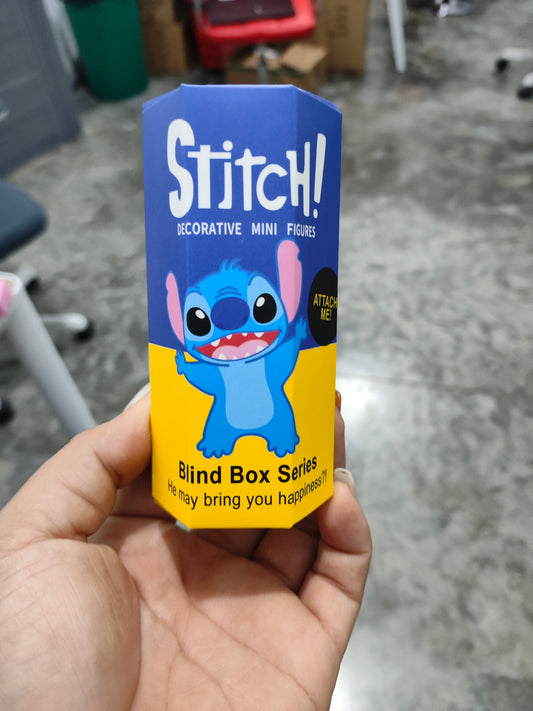 Stitch!
DECORATIVE MINI FIGURES
ATTACH
ME!
Blind Box Series
He may bring you happiness?!